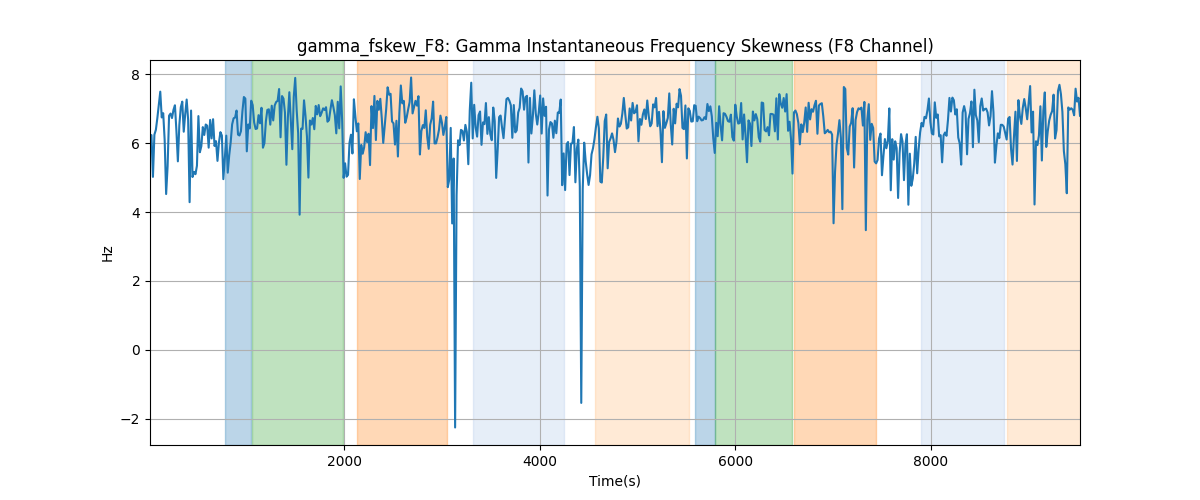 gamma_fskew_F8: Gamma Instantaneous Frequency Skewness (F8 Channel)
8
6
4
2
0
−2
Hz
2000 4000 6000 8000
Time(s)